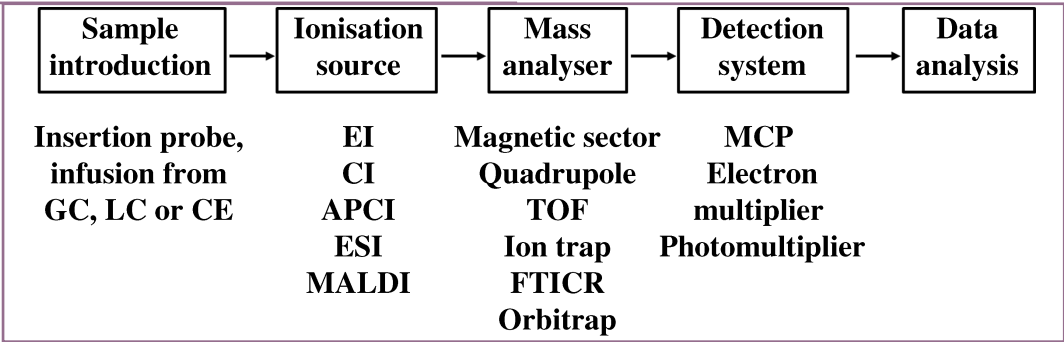 Sample
introduction
Ionisation
source
Mass
analyser
Detection
system
Data
analysis
Insertion probe,
infusion from
GC, LC or CE
EI
CI
APCI
ESI
MALDI
Magnetic sector
Quadrupole
TOF
Ion trap
FTICR
Orbitrap
MCP
Electron
multiplier
Photomultiplier